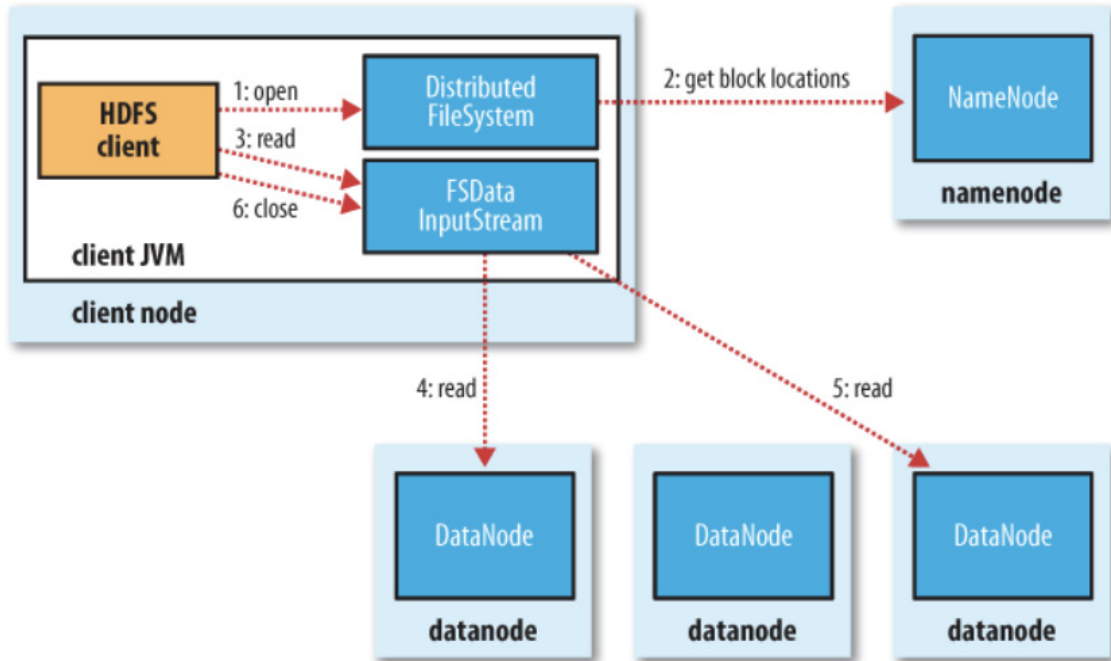 HDFS
client
1: open
3: read
6: close
Distributed
FileSystem
FSData
InputStream
client JVM
client node
2: get block locations
NameNode
namenode
4: read
5: read
DataNode
datanode
DataNode
datanode
DataNode
datanode